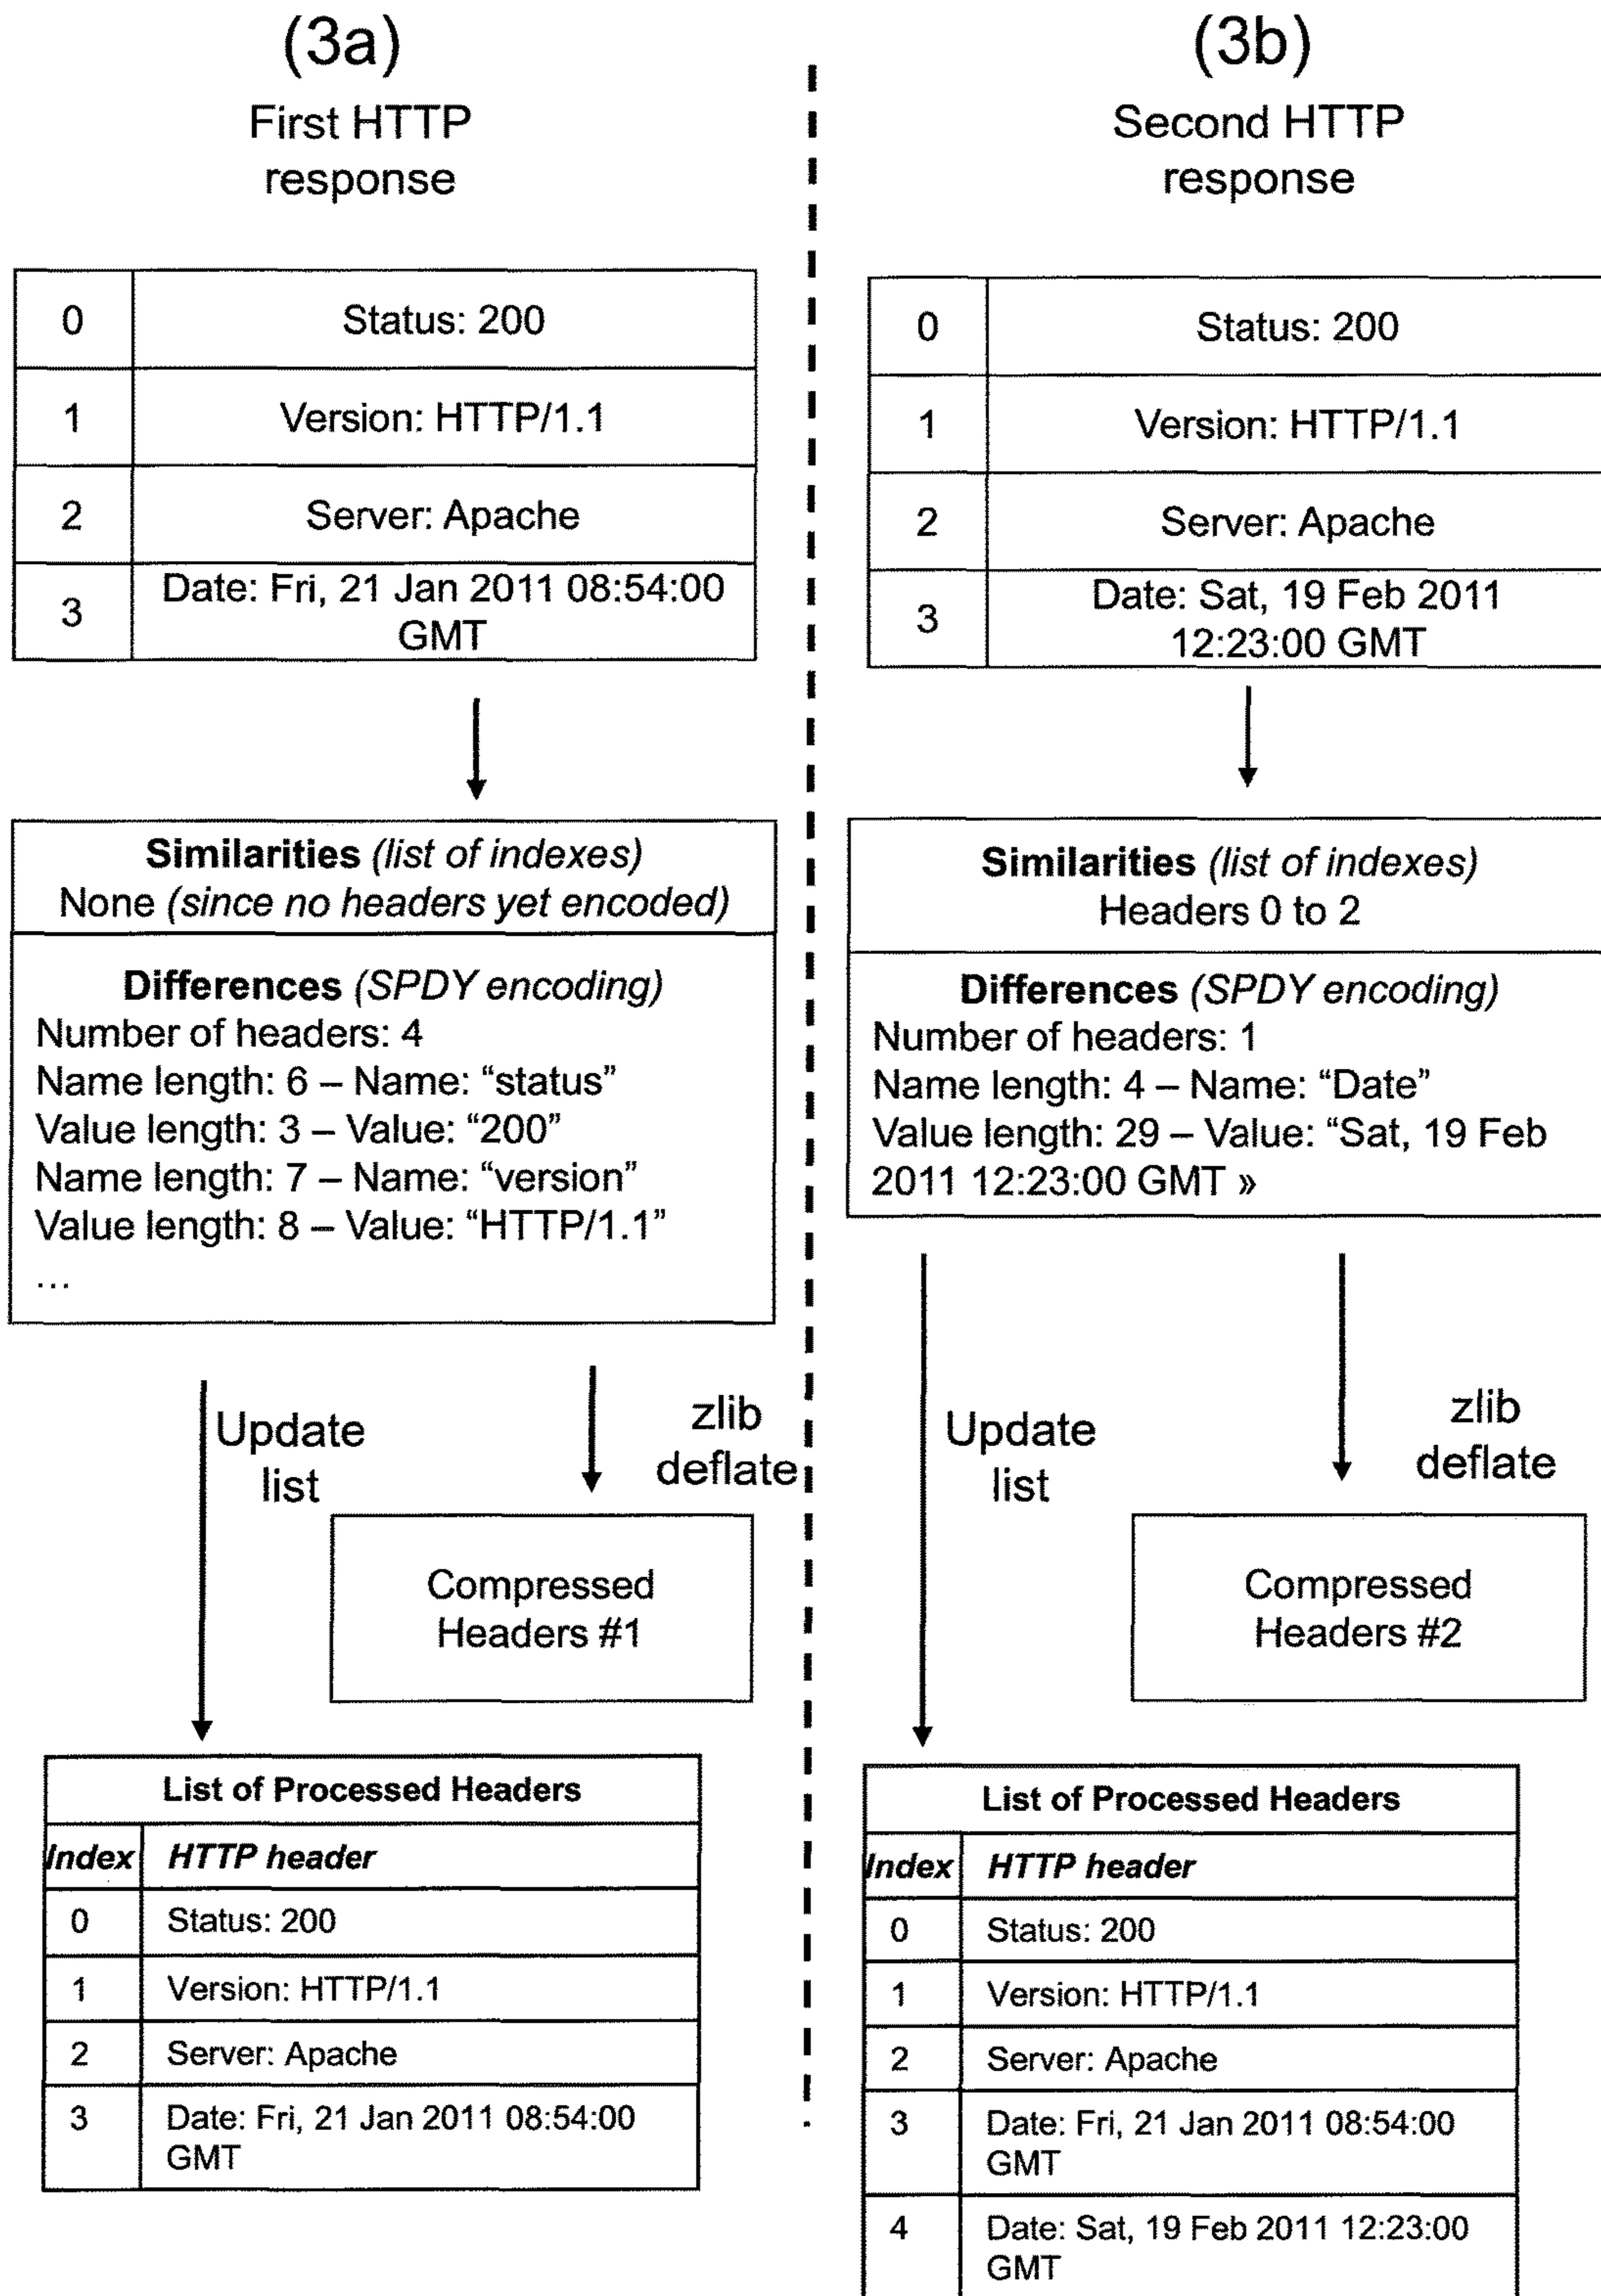 (3a)
First HTTP
response
0 Status: 200
1 Version: HTTP/1.1
2 Server: Apache
3 Date: Fri, 21 Jan 2011 08:54:00
GMT
Similarities (list of indexes)
None (since no headers yet encoded)
Differences (SPDY encoding)
Number of headers: 4
Name length: 6 – Name: “status”
Value length: 3 – Value: “200”
Name length: 7 – Name: “version”
Value length: 8 – Value: “HTTP/1.1”
...
Update
list
zlib
deflate
Compressed
Headers #1
List of Processed Headers
Index HTTP header
0 Status: 200
1 Version: HTTP/1.1
2 Server: Apache
3 Date: Fri, 21 Jan 2011 08:54:00
GMT
(3b)
Second HTTP
response
0 Status: 200
1 Version: HTTP/1.1
2 Server: Apache
3 Date: Sat, 19 Feb 2011
12:23:00 GMT
Similarities (list of indexes)
Headers 0 to 2
Differences (SPDY encoding)
Number of headers: 1
Name length: 4 – Name: “Date”
Value length: 29 – Value: “Sat, 19 Feb
2011 12:23:00 GMT »
Update
list
zlib
deflate
Compressed
Headers #2
List of Processed Headers
Index HTTP header
0 Status: 200
1 Version: HTTP/1.1
2 Server: Apache
3 Date: Fri, 21 Jan 2011 08:54:00
GMT
4 Date: Sat, 19 Feb 2011 12:23:00
GMT